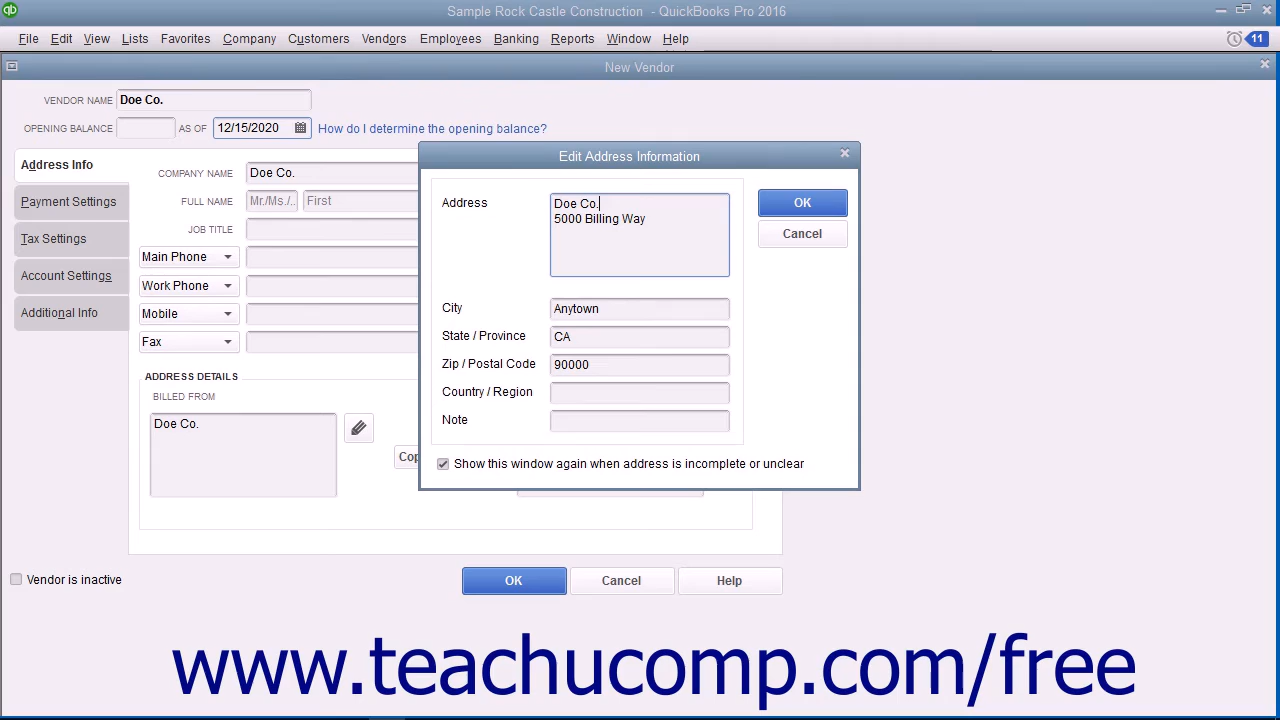 qb
Sample Rock Castle Construction - QuickBooks Pro 2016
File Edit View Lists Favorites Company Customers Vendors Employees Banking Reports Window Help
11
New Vendor
VENDOR NAME Doe Co.
OPENING BALANCE AS OF 12/15/2020 How do I determine the opening balance?
Address Info
Payment Settings
Tax Settings
Account Settings
Additional Info
COMPANY NAME Doe Co.
FULL NAME Mr./Ms./.. First
JOB TITLE
Main Phone
Work Phone
Mobile
Fax
ADDRESS DETAILS
BILLED FROM
Doe Co.
Cop
Edit Address Information
Address Doe Co.
5000 Billing Way
City Anytown
State / Province CA
Zip / Postal Code 90000
Country / Region
Note
Show this window again when address is incomplete or unclear
OK
Cancel
Vendor is inactive
OK Cancel Help
www.teachucomp.com/free